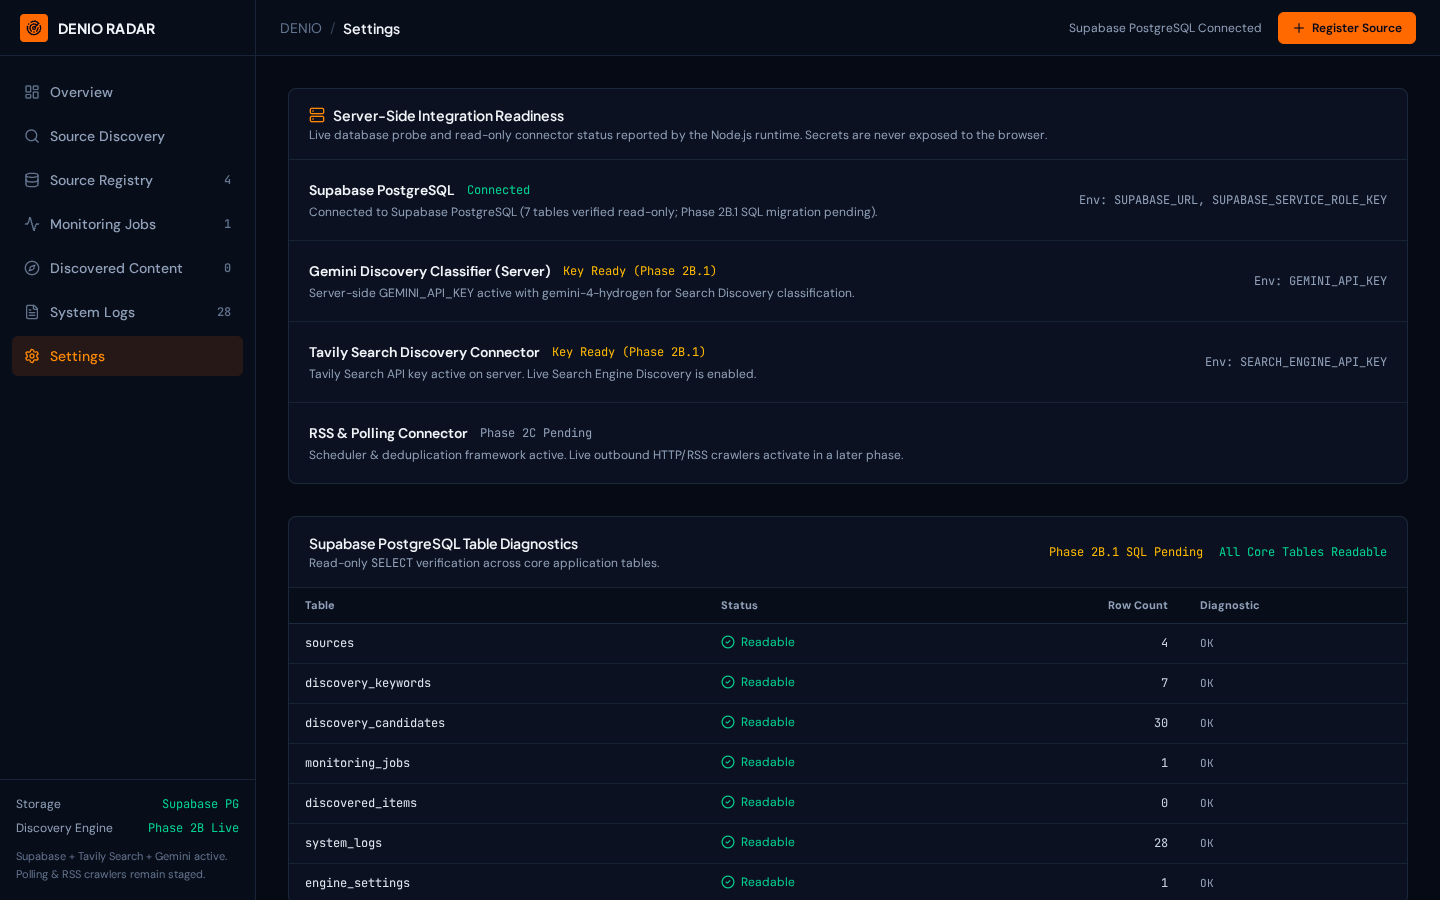 DENIO RADAR
DENIO / Settings
Supabase PostgreSQL Connected
Register Source
Overview
Source Discovery
Source Registry 4
Monitoring Jobs 1
Discovered Content 0
System Logs 28
Settings
Server-Side Integration Readiness
Live database probe and read-only connector status reported by the Node.js runtime. Secrets are never exposed to the browser.
Supabase PostgreSQL Connected
Connected to Supabase PostgreSQL (7 tables verified read-only; Phase 2B.1 SQL migration pending).
Env: SUPABASE_URL, SUPABASE_SERVICE_ROLE_KEY
Gemini Discovery Classifier (Server) Key Ready (Phase 2B.1)
Server-side GEMINI_API_KEY active with gemini-4-hydrogen for Search Discovery classification.
Env: GEMINI_API_KEY
Tavily Search Discovery Connector Key Ready (Phase 2B.1)
Tavily Search API key active on server. Live Search Engine Discovery is enabled.
Env: SEARCH_ENGINE_API_KEY
RSS & Polling Connector Phase 2C Pending
Scheduler & deduplication framework active. Live outbound HTTP/RSS crawlers activate in a later phase.
Supabase PostgreSQL Table Diagnostics
Read-only SELECT verification across core application tables.
Phase 2B.1 SQL Pending All Core Tables Readable
Table Status Row Count Diagnostic
sources Readable 4 OK
discovery_keywords Readable 7 OK
discovery_candidates Readable 30 OK
monitoring_jobs Readable 1 OK
discovered_items Readable 0 OK
system_logs Readable 28 OK
engine_settings Readable 1 OK
Storage Supabase PG
Discovery Engine Phase 2B Live
Supabase + Tavily Search + Gemini active.
Polling & RSS crawlers remain staged.